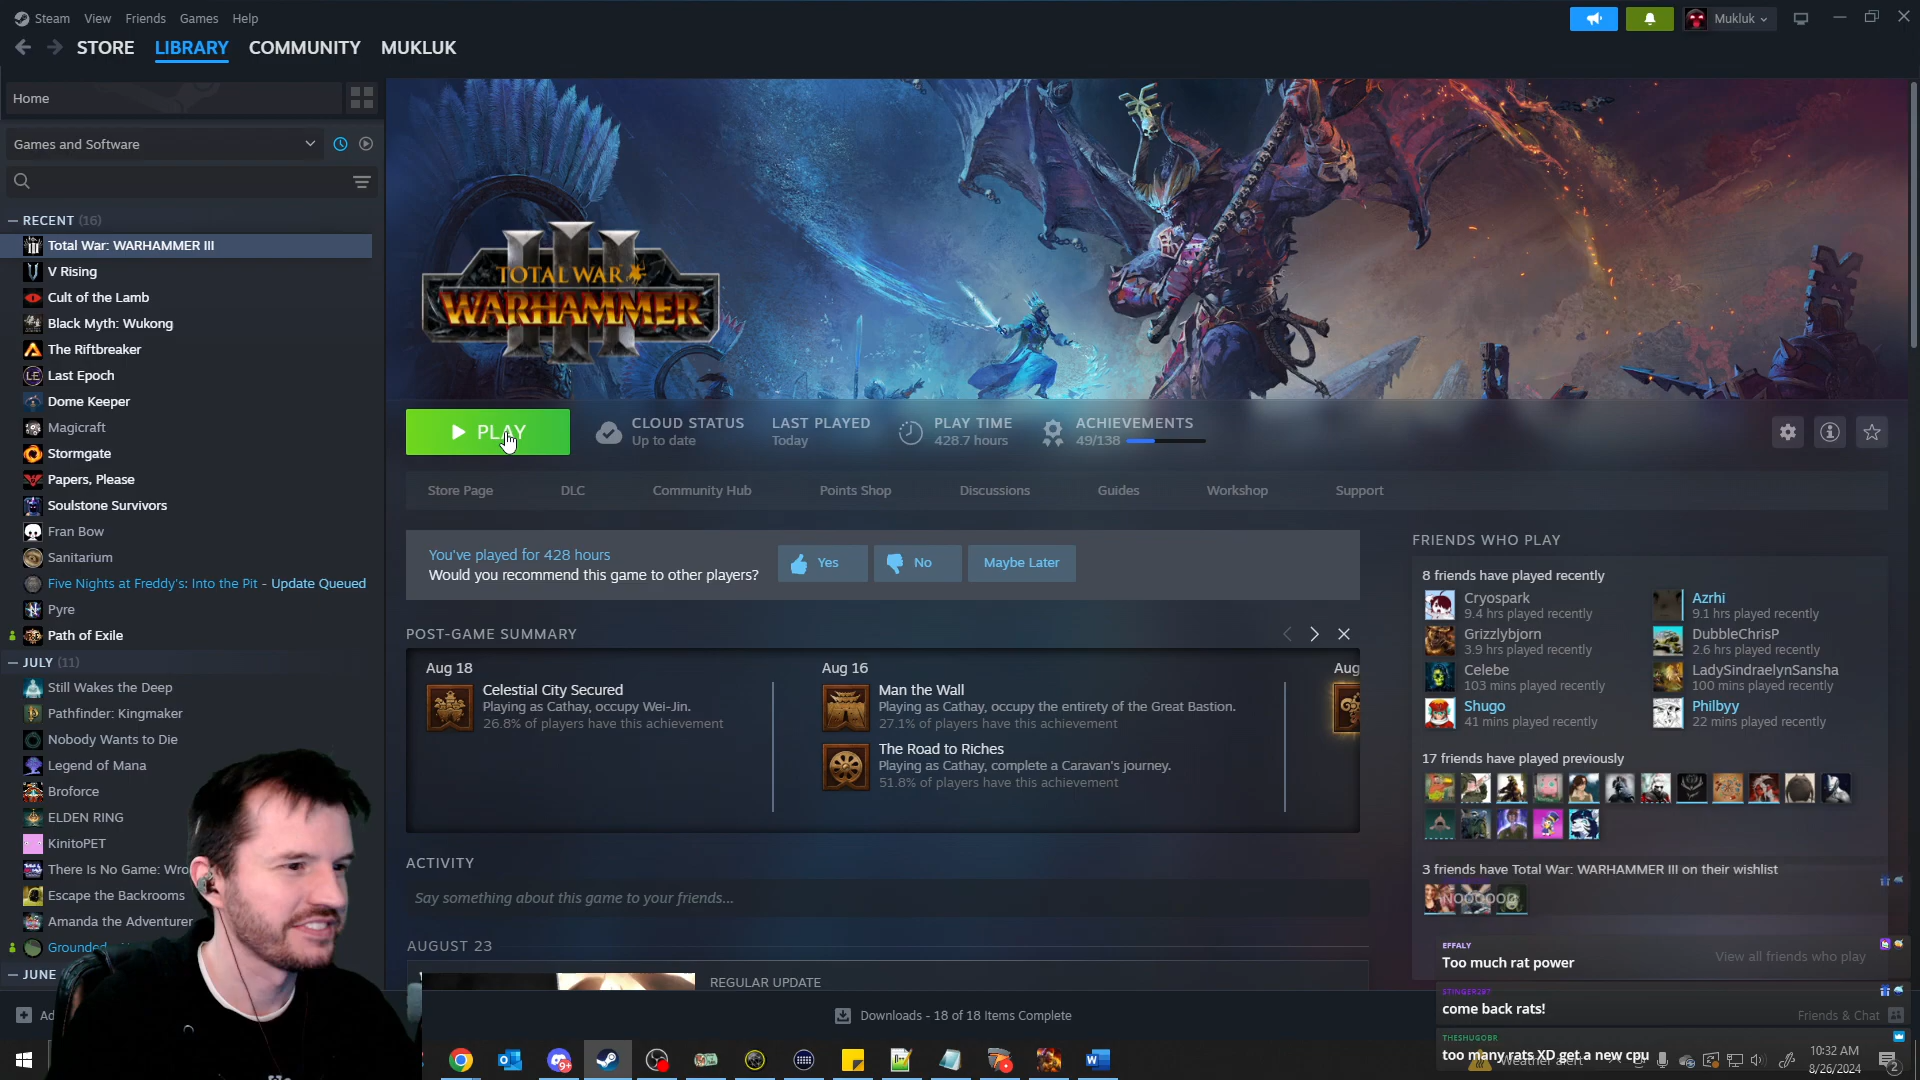 Steam View Friends Games Help
Mukluk
STORE LIBRARY COMMUNITY MUKLUK
Home
Games and Software
RECENT (16)
Total War: WARHAMMER III
V Rising
Cult of the Lamb
Black Myth: Wukong
The Riftbreaker
Last Epoch
Dome Keeper
Magicraft
Stormgate
Papers, Please
Soulstone Survivors
Fran Bow
Sanitarium
Five Nights at Freddy's: Into the Pit - Update Queued
Pyre
Path of Exile
JULY (11)
Still Wakes the Deep
Pathfinder: Kingmaker
Nobody Wants to Die
Legend of Mana
Broforce
ELDEN RING
KinitoPET
There Is No Game: Wro
Escape the Backrooms
Amanda the Adventurer
Grounded
JUNE
Ad
TOTAL WAR
WARHAMMER
III
PLAY
CLOUD STATUS
Up to date
LAST PLAYED
Today
PLAY TIME
428.7 hours
ACHIEVEMENTS
49/138
Store Page DLC Community Hub Points Shop Discussions Guides Workshop Support
You've played for 428 hours
Would you recommend this game to other players?
Yes No Maybe Later
POST-GAME SUMMARY
Aug 18
Celestial City Secured
Playing as Cathay, occupy Wei-Jin.
26.8% of players have this achievement
Aug 16
Man the Wall
Playing as Cathay, occupy the entirety of the Great Bastion.
27.1% of players have this achievement
The Road to Riches
Playing as Cathay, complete a Caravan's journey.
51.8% of players have this achievement
Aug
ACTIVITY
Say something about this game to your friends...
AUGUST 23
REGULAR UPDATE
FRIENDS WHO PLAY
8 friends have played recently
Cryospark
9.4 hrs played recently
Azrhi
9.1 hrs played recently
Grizzlybjorn
3.9 hrs played recently
DubbleChrisP
2.6 hrs played recently
Celebe
103 mins played recently
LadySindraelynSansha
100 mins played recently
Shugo
41 mins played recently
Philbyy
22 mins played recently
17 friends have played previously
3 friends have Total War: WARHAMMER III on their wishlist
EFFALY
Too much rat power
View all friends who play
STINGER287
come back rats!
Friends & Chat
THESHUGOBR
too many rats XD get a new cpu
Weather alert
Downloads - 18 of 18 Items Complete
10:32 AM
8/26/2024